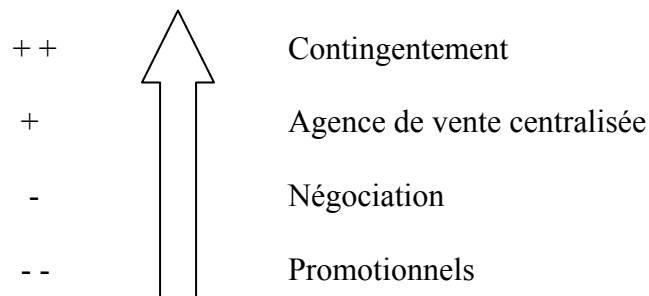 + + Contingentement
+ Agence de vente centralisée
- Négociation
- - Promotionnels